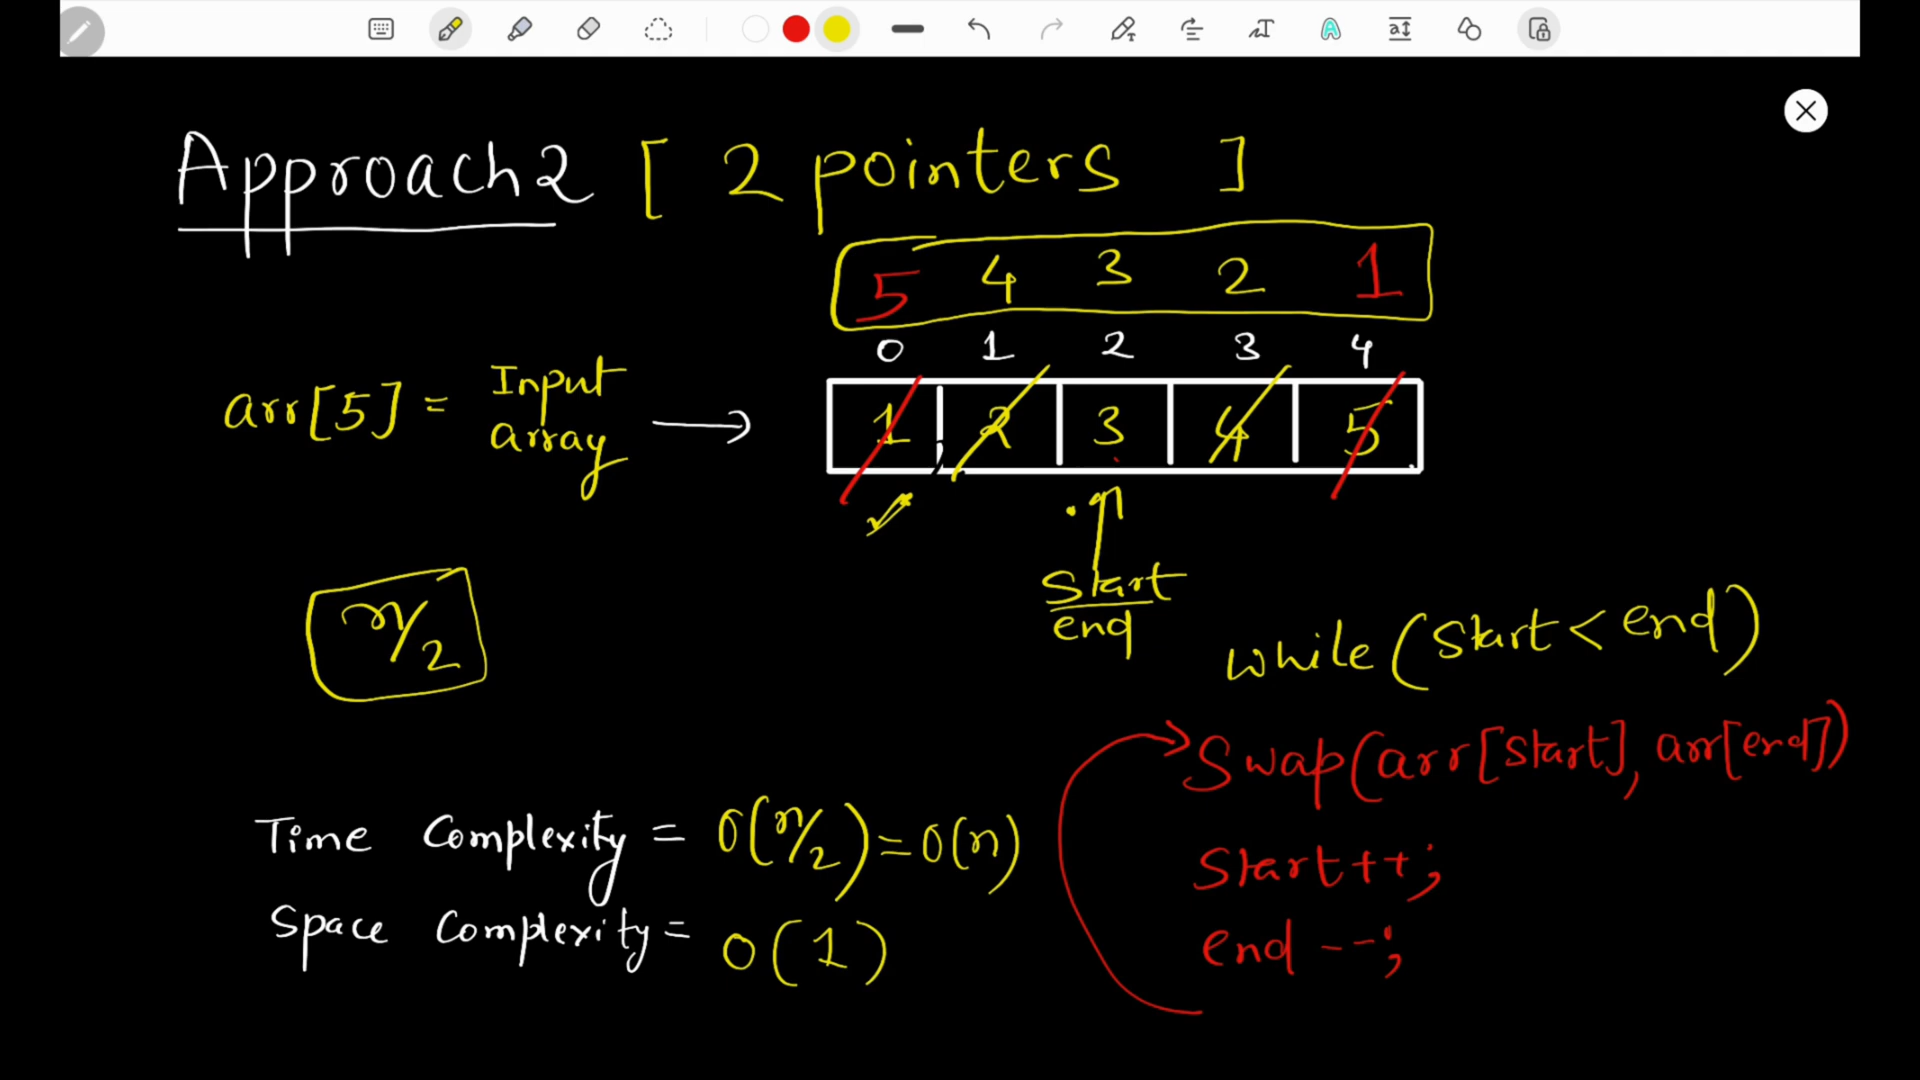 Approach2 [ 2 pointers ]
5 4 3 2 1
0 1 2 3 4
arr[5] = Input array → 1 2 3 4 5
start
end
n/2
while(start < end)
Swap(arr[start], arr[end])
Start++;
end--;
Time Complexity = O(n/2) = O(n)
Space Complexity = O(1)